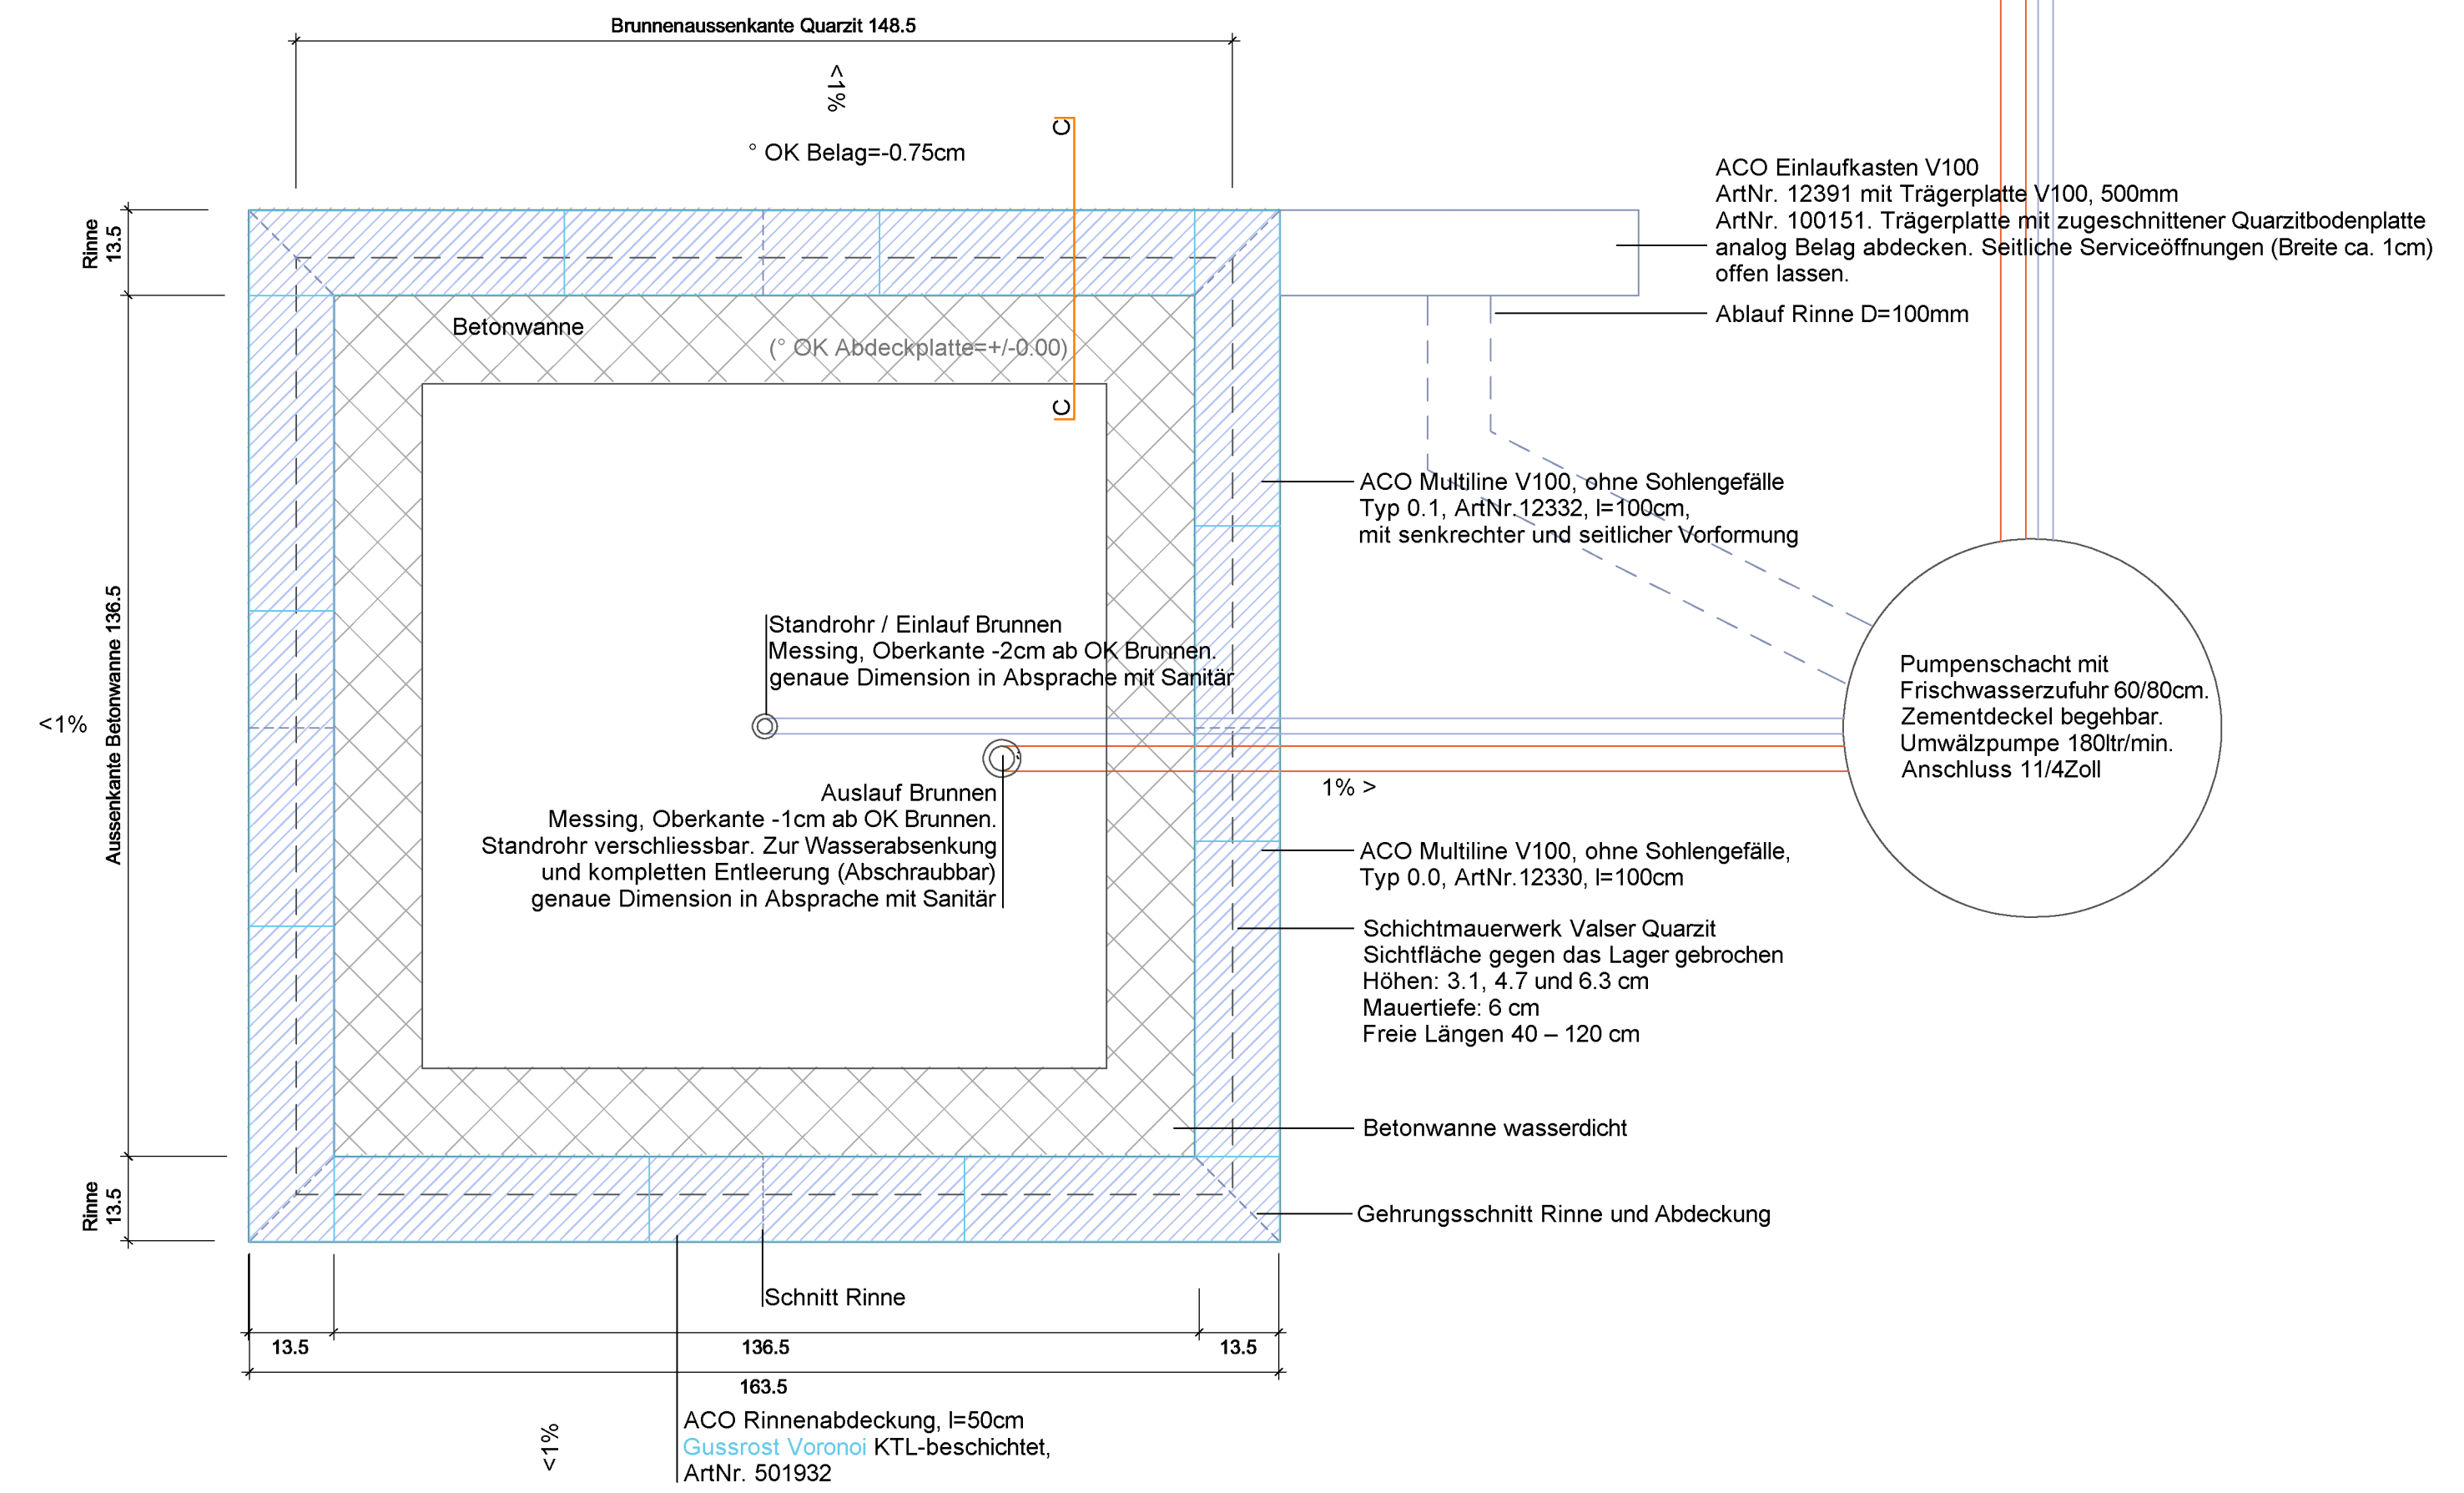 Brunnenaussenkante Quarzit 148.5
<1%
° OK Belag=-0.75cm
C
ACO Einlaufkasten V100
ArtNr. 12391 mit Trägerplatte V100, 500mm
ArtNr. 100151. Trägerplatte mit zugeschnittener Quarzitbodenplatte
analog Belag abdecken. Seitliche Serviceöffnungen (Breite ca. 1cm)
offen lassen.
Ablauf Rinne D=100mm
Rinne
13.5
Betonwanne
(° OK Abdeckplatte=+/-0.00)
C
ACO Multiline V100, ohne Sohlengefälle
Typ 0.1, ArtNr.12332, l=100cm,
mit senkrechter und seitlicher Vorformung
Standrohr / Einlauf Brunnen
Messing, Oberkante -2cm ab OK Brunnen.
genaue Dimension in Absprache mit Sanitär
Aussenkante Betonwanne 136.5
<1%
Pumpenschacht mit
Frischwasserzufuhr 60/80cm.
Zementdeckel begehbar.
Umwälzpumpe 180ltr/min.
Anschluss 11/4Zoll
1% >
Auslauf Brunnen
Messing, Oberkante -1cm ab OK Brunnen.
Standrohr verschliessbar. Zur Wasserabsenkung
und kompletten Entleerung (Abschraubbar)
genaue Dimension in Absprache mit Sanitär
ACO Multiline V100, ohne Sohlengefälle,
Typ 0.0, ArtNr.12330, l=100cm
Schichtmauerwerk Valser Quarzit
Sichtfläche gegen das Lager gebrochen
Höhen: 3.1, 4.7 und 6.3 cm
Mauertiefe: 6 cm
Freie Längen 40 – 120 cm
Betonwanne wasserdicht
Rinne
13.5
Gehrungsschnitt Rinne und Abdeckung
Schnitt Rinne
13.5
136.5
13.5
163.5
<1%
ACO Rinnenabdeckung, l=50cm
Gussrost Voronoi KTL-beschichtet,
ArtNr. 501932